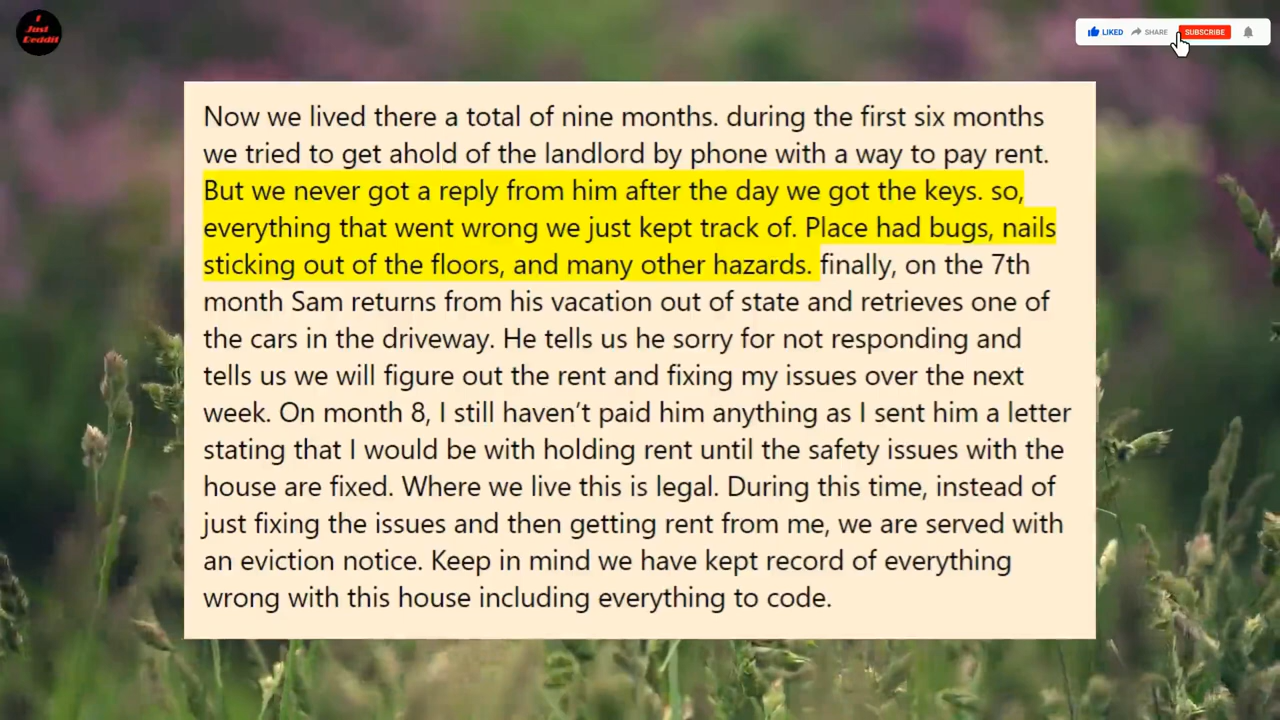 I
Just
Reddit
LIKED SHARE SUBSCRIBE
Now we lived there a total of nine months. during the first six months
we tried to get ahold of the landlord by phone with a way to pay rent.
But we never got a reply from him after the day we got the keys. so,
everything that went wrong we just kept track of. Place had bugs, nails
sticking out of the floors, and many other hazards. finally, on the 7th
month Sam returns from his vacation out of state and retrieves one of
the cars in the driveway. He tells us he sorry for not responding and
tells us we will figure out the rent and fixing my issues over the next
week. On month 8, I still haven’t paid him anything as I sent him a letter
stating that I would be with holding rent until the safety issues with the
house are fixed. Where we live this is legal. During this time, instead of
just fixing the issues and then getting rent from me, we are served with
an eviction notice. Keep in mind we have kept record of everything
wrong with this house including everything to code.